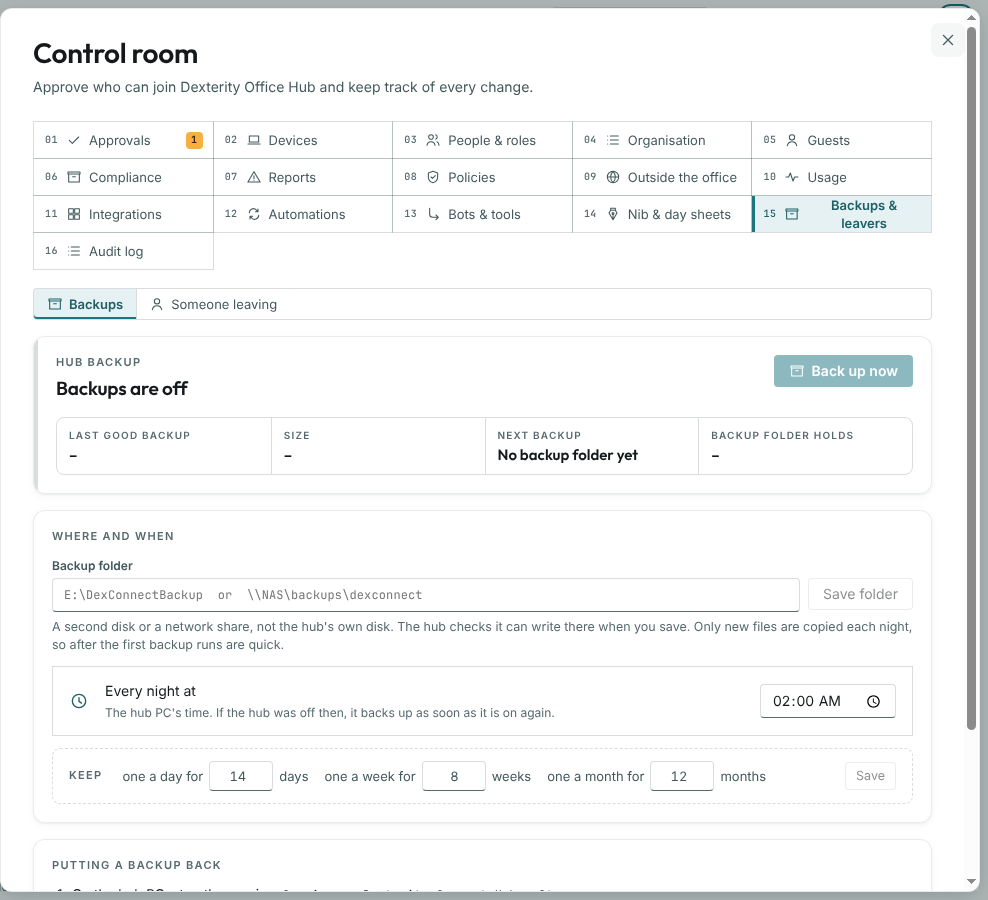 Control room
Approve who can join Dexterity Office Hub and keep track of every change.
01 Approvals 1
02 Devices
03 People & roles
04 Organisation
05 Guests
06 Compliance
07 Reports
08 Policies
09 Outside the office
10 Usage
11 Integrations
12 Automations
13 Bots & tools
14 Nib & day sheets
15 Backups &
leavers
16 Audit log
Backups
Someone leaving
HUB BACKUP
Backups are off
Back up now
LAST GOOD BACKUP
–
SIZE
–
NEXT BACKUP
No backup folder yet
BACKUP FOLDER HOLDS
–
WHERE AND WHEN
Backup folder
E:\DexConnectBackup or \\NAS\backups\dexconnect
Save folder
A second disk or a network share, not the hub's own disk. The hub checks it can write there when you save. Only new files are copied each night,
so after the first backup runs are quick.
Every night at
The hub PC's time. If the hub was off then, it backs up as soon as it is on again.
02:00 AM
KEEP one a day for 14 days one a week for 8 weeks one a month for 12 months
Save
PUTTING A BACKUP BACK